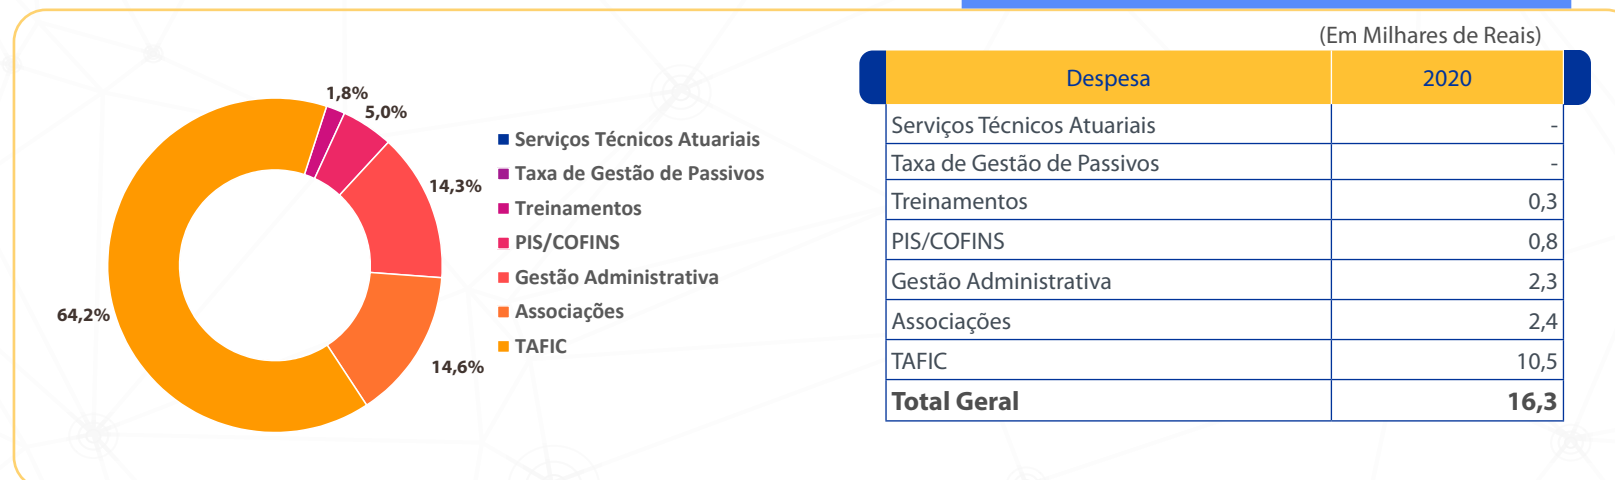 1,8%
5,0%
14,3%
64,2%
14,6%
Serviços Técnicos Atuariais
Taxa de Gestão de Passivos
Treinamentos
PIS/COFINS
Gestão Administrativa
Associações
TAFIC
(Em Milhares de Reais)
Despesa 2020
Serviços Técnicos Atuariais -
Taxa de Gestão de Passivos -
Treinamentos 0,3
PIS/COFINS 0,8
Gestão Administrativa 2,3
Associações 2,4
TAFIC 10,5
Total Geral 16,3